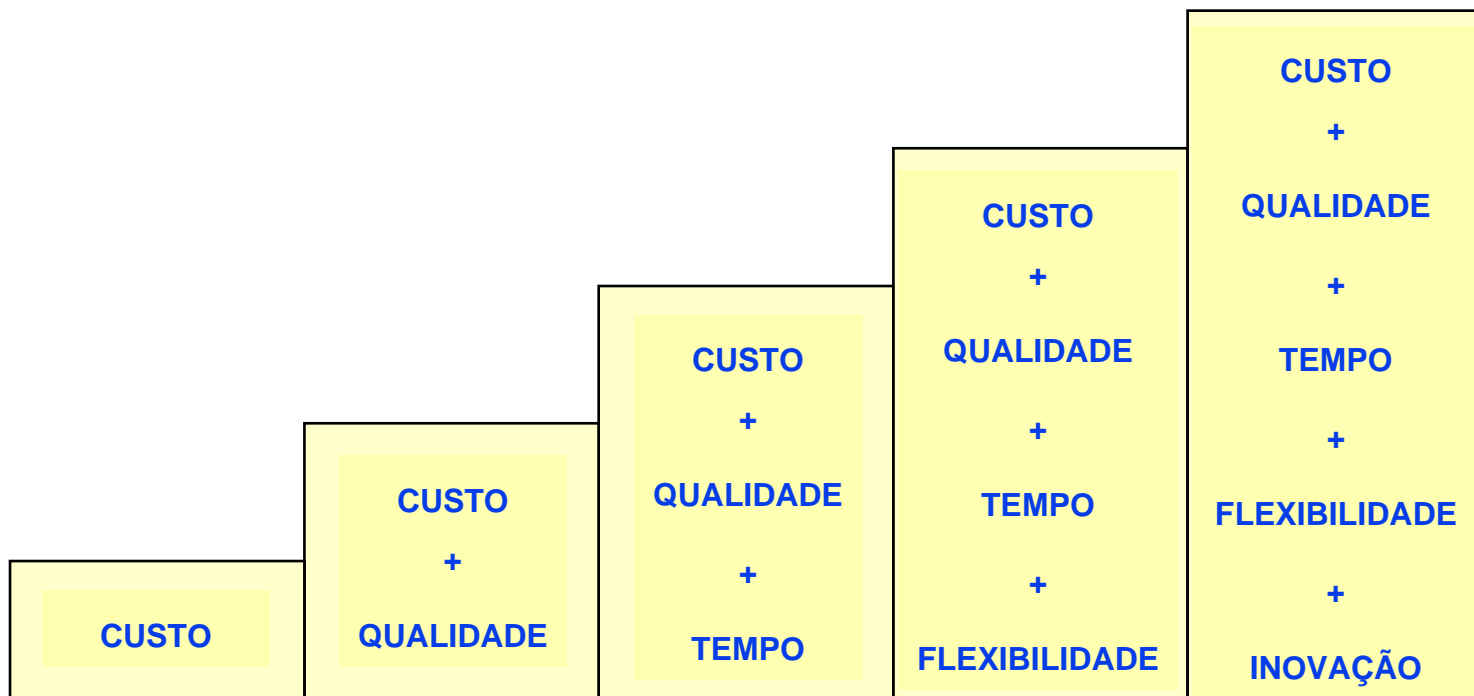 CUSTO
CUSTO
+
QUALIDADE
CUSTO
+
QUALIDADE
+
TEMPO
CUSTO
+
QUALIDADE
+
TEMPO
+
FLEXIBILIDADE
CUSTO
+
QUALIDADE
+
TEMPO
+
FLEXIBILIDADE
+
INOVAÇÃO